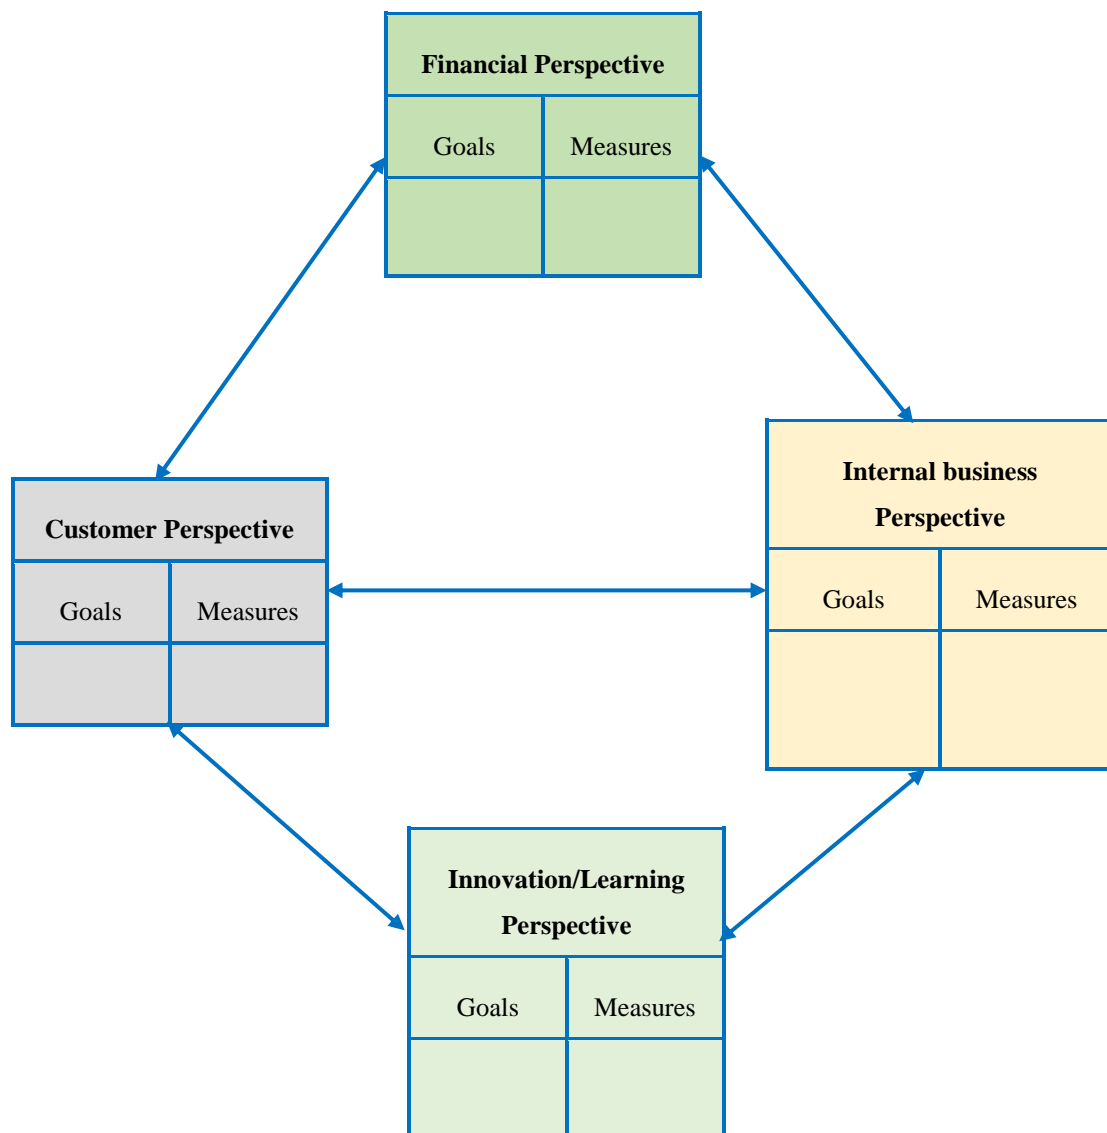 Financial Perspective
Goals Measures
Customer Perspective
Goals Measures
Internal business
Perspective
Goals Measures
Innovation/Learning
Perspective
Goals Measures